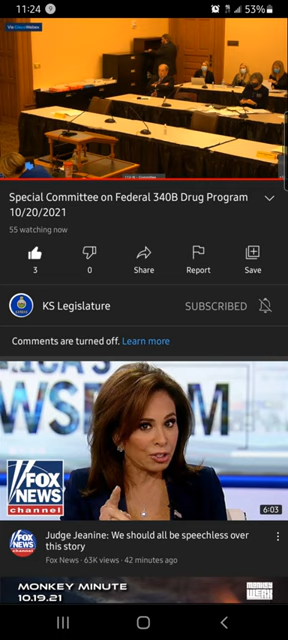 11:24
53%
Special Committee on Federal 340B Drug Program
10/20/2021
55 watching now
3
0
Share
Report
Save
KS Legislature
SUBSCRIBED
Comments are turned off. Learn more
FOX
NEWS
channel
6:03
FOX
NEWS
channel
Judge Jeanine: We should all be speechless over
this story
Fox News · 63K views · 42 minutes ago
MONKEY MINUTE
10.19.21